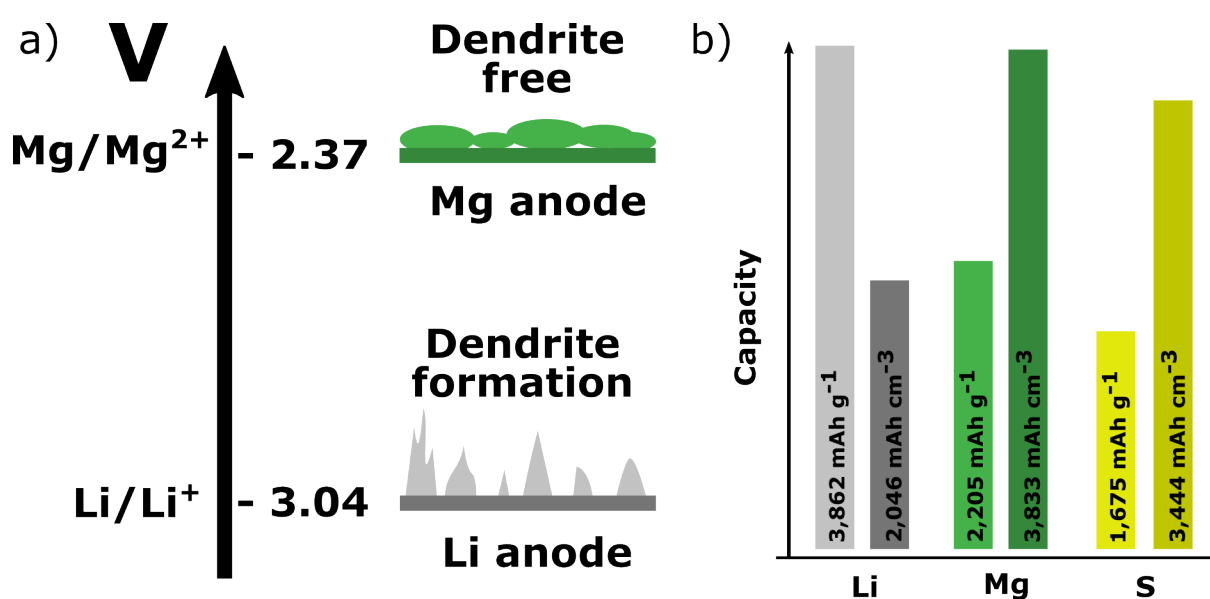 a)
V
Dendrite
free
Mg/Mg²⁺
- 2.37
Mg anode
Dendrite
formation
Li/Li⁺
- 3.04
Li anode
b)
Capacity
3,862 mAh g⁻¹
2,046 mAh cm⁻³
2,205 mAh g⁻¹
3,833 mAh cm⁻³
1,675 mAh g⁻¹
3,444 mAh cm⁻³
Li
Mg
S